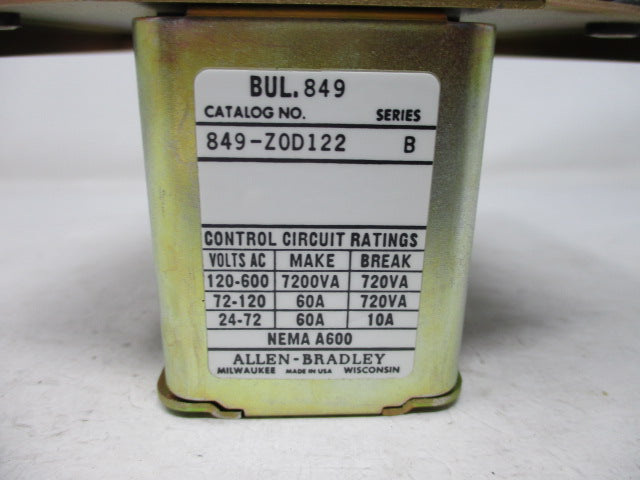 BUL. 849
CATALOG NO. SERIES
849-ZOD122 B
CONTROL CIRCUIT RATINGS
VOLTS AC MAKE BREAK
120-600 7200VA 720VA
72-120 60A 720VA
24-72 60A 10A
NEMA A600
ALLEN-BRADLEY
MILWAUKEE MADE IN USA WISCONSIN